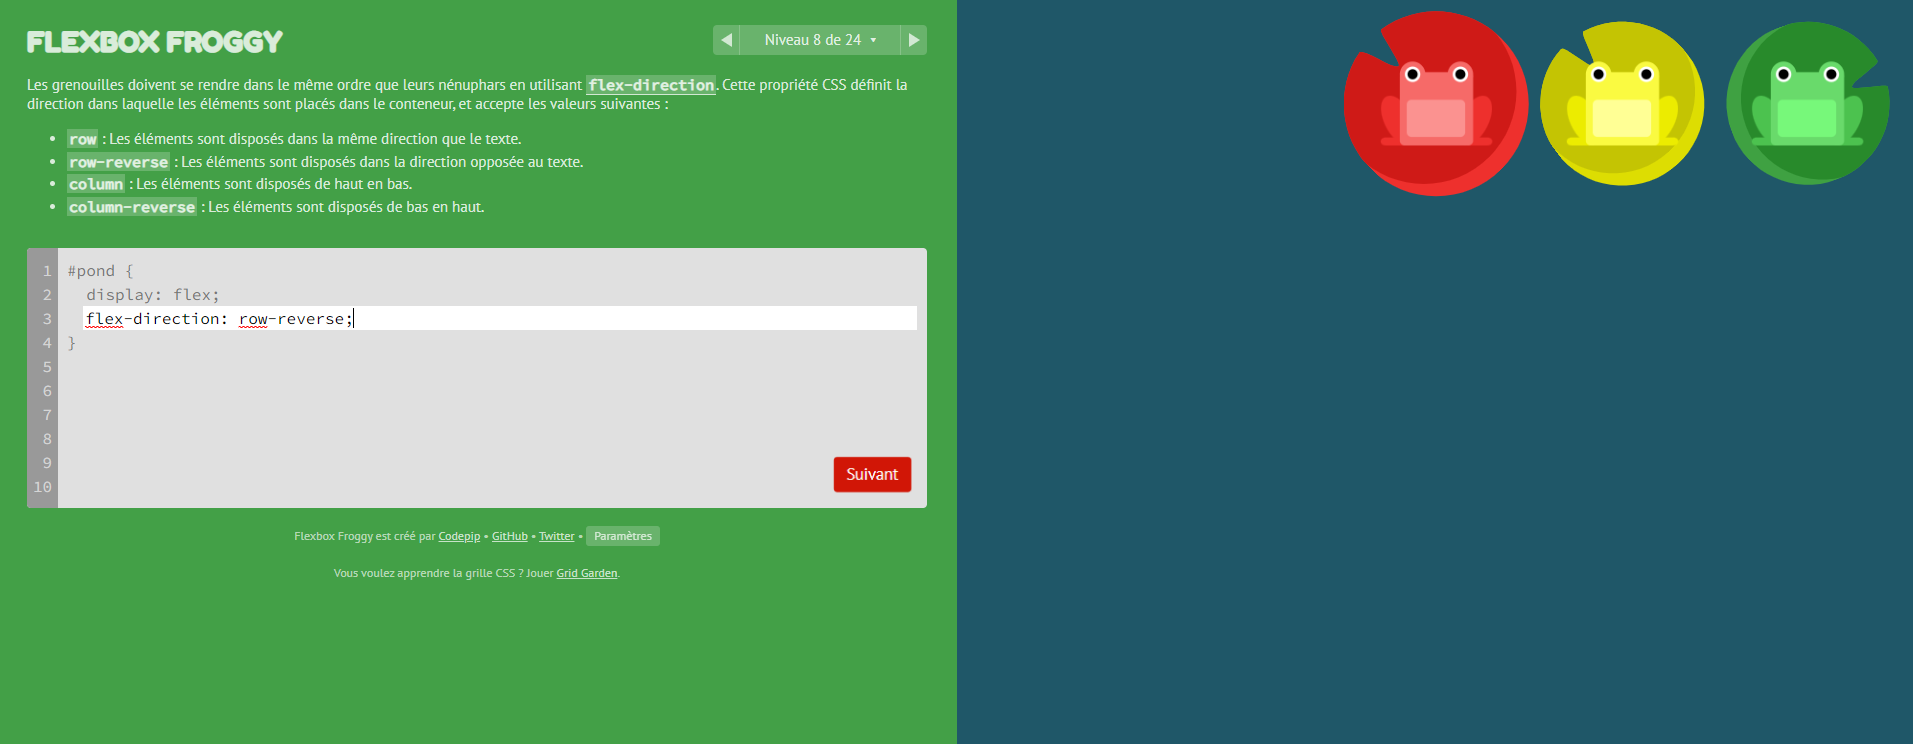 FLEXBOX FROGGY
Niveau 8 de 24
Les grenouilles doivent se rendre dans le même ordre que leurs nénuphars en utilisant flex-direction. Cette propriété CSS définit la
direction dans laquelle les éléments sont placés dans le conteneur, et accepte les valeurs suivantes :
• row : Les éléments sont disposés dans la même direction que le texte.
• row-reverse : Les éléments sont disposés dans la direction opposée au texte.
• column : Les éléments sont disposés de haut en bas.
• column-reverse : Les éléments sont disposés de bas en haut.
1 #pond {
2 display: flex;
3 flex-direction: row-reverse;
4 }
5
6
7
8
9
10
Suivant
Flexbox Froggy est créé par Codepip • GitHub • Twitter • Paramètres
Vous voulez apprendre la grille CSS ? Jouer Grid Garden.